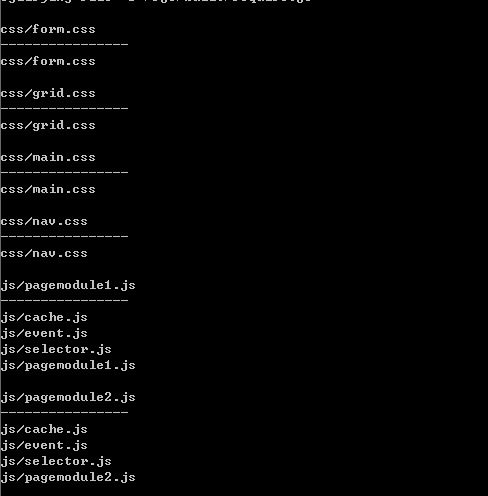 css/form.css
----------------
css/form.css

css/grid.css
----------------
css/grid.css

css/main.css
----------------
css/main.css

css/nav.css
----------------
css/nav.css

js/pagemodule1.js
----------------
js/cache.js
js/event.js
js/selector.js
js/pagemodule1.js

js/pagemodule2.js
----------------
js/cache.js
js/event.js
js/selector.js
js/pagemodule2.js